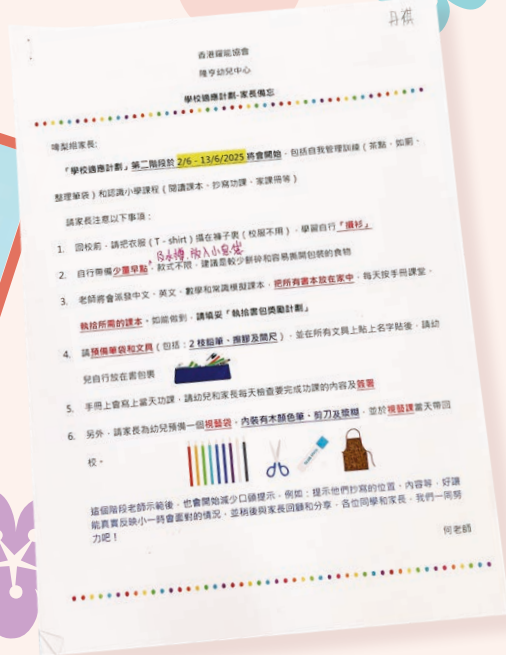 丹祺
香港耀能協會
隆亨幼兒中心
學校適應計劃-家長備忘
啤梨組家長:
「學校適應計劃」第二階段於 2/6 - 13/6/2025 將會開始，包括自我管理訓練（茶點、如廁、
整理筆袋）和認識小學課程（閱讀課本、抄寫功課、家課冊等）
請家長注意以下事項：
1. 回校前，請把衣服（T - shirt）攝在褲子裏（校服不用），學習自行「攝衫」
及水樽 放入小食袋
2. 自行帶備少量早點，款式不限，建議是較少餅碎和容易撕開包裝的食物
3. 老師將會派發中文、英文、數學和常識模擬課本，把所有書本放在家中，每天按手冊課堂，
執拾所需的課本。如能做到，請填妥「執拾書包獎勵計劃」
4. 請預備筆袋和文具（包括：2 枝鉛筆、擦膠及間尺），並在所有文具上貼上名字貼後，請幼
兒自行放在書包裏
5. 手冊上會寫上當天功課，請幼兒和家長每天檢查要完成功課的內容及簽署
6. 另外，請家長為幼兒預備一個視藝袋，內裝有木顏色筆、剪刀及漿糊，並於視藝課當天帶回
校。
這個階段老師示範後，也會開始減少口頭提示，例如：提示他們抄寫的位置、內容等，好讓
能真實反映小一時會面對的情況，並稍後與家長回顧和分享，各位同學和家長，我們一同努
力吧！
何老師